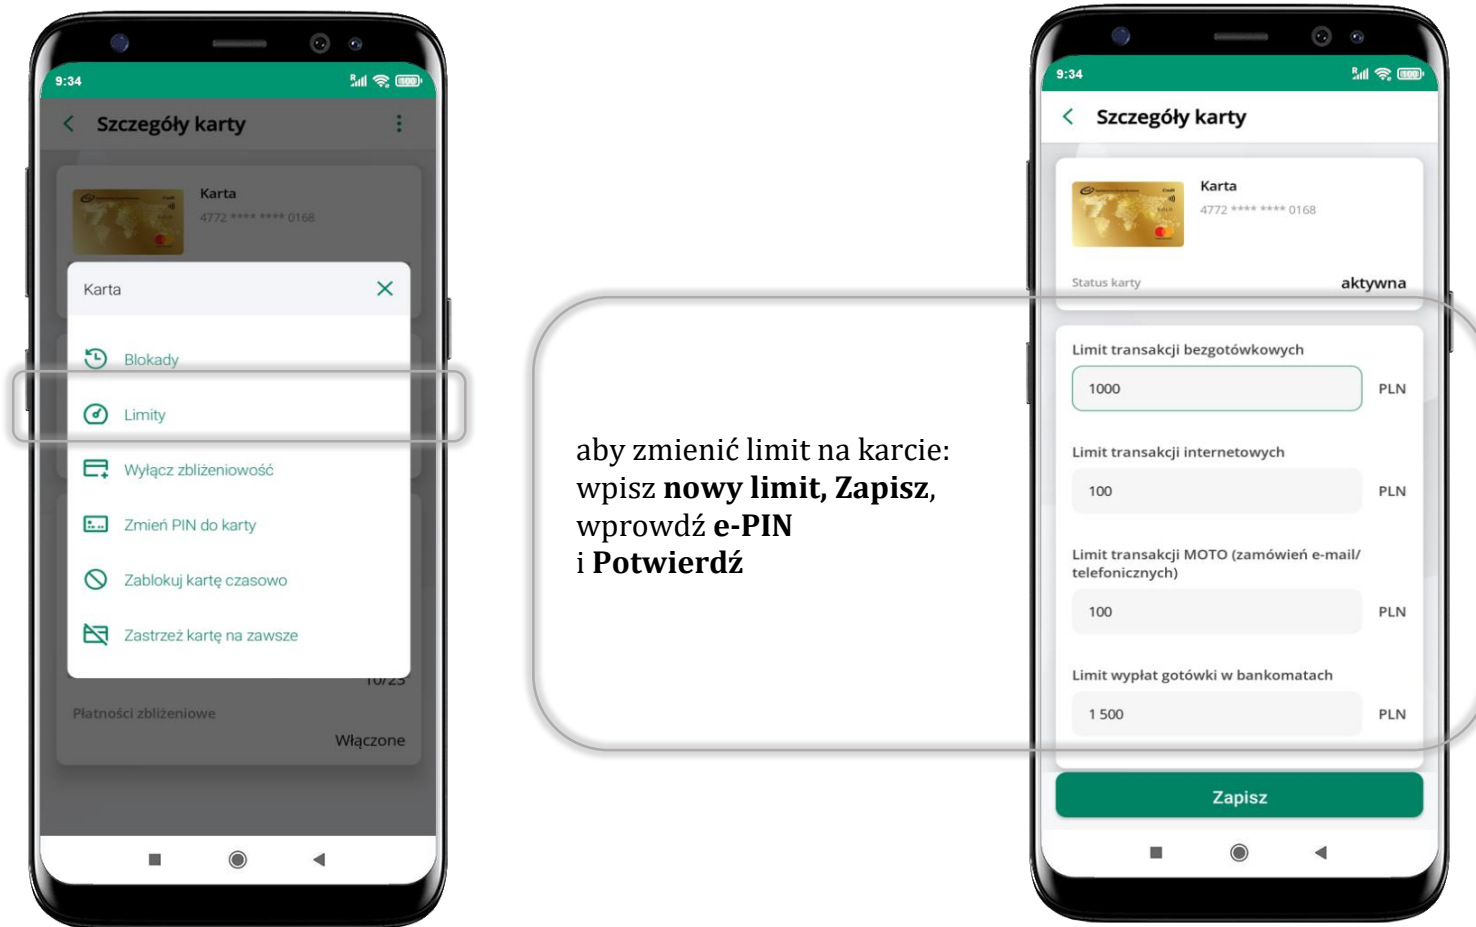 9:34
Szczegóły karty
Karta
4772 **** **** 0168
Karta
Blokady
Limity
Wyłącz zbliżeniowość
Zmień PIN do karty
Zablokuj kartę czasowo
Zastrzeż kartę na zawsze
10/23
Płatności zbliżeniowe
Włączone
aby zmienić limit na karcie:
wpisz nowy limit, Zapisz,
wprowdź e-PIN
i Potwierdź
9:34
Szczegóły karty
Karta
4772 **** **** 0168
Status karty aktywna
Limit transakcji bezgotówkowych
1000 PLN
Limit transakcji internetowych
100 PLN
Limit transakcji MOTO (zamówień e-mail/
telefonicznych)
100 PLN
Limit wypłat gotówki w bankomatach
1 500 PLN
Zapisz